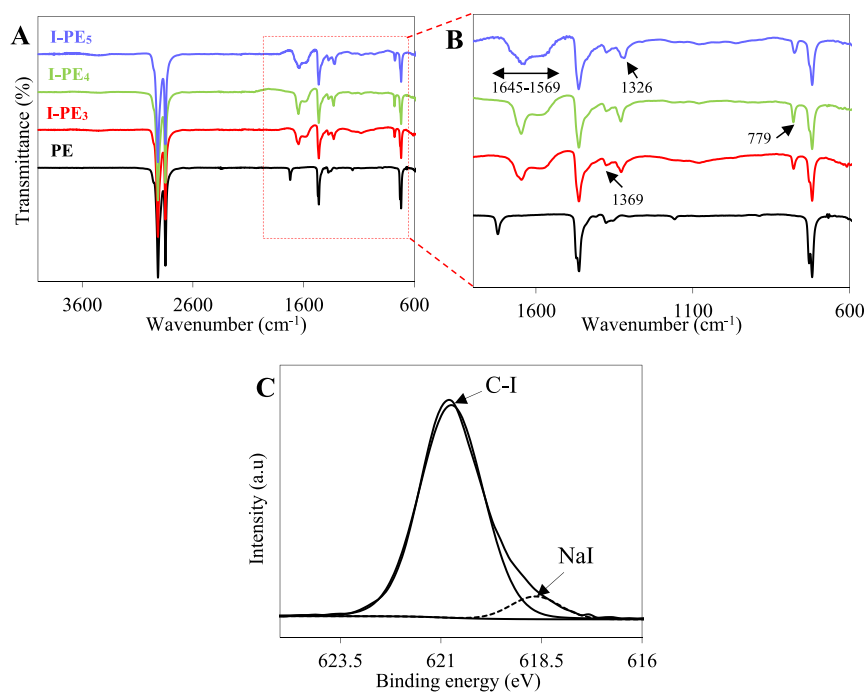 A
I-PE₅
I-PE₄
I-PE₃
PE
Transmittance (%)
3600 2600 1600 600
Wavenumber (cm⁻¹)
B
1645-1569
1326
779
1369
1600 1100 600
Wavenumber (cm⁻¹)
C
C-I
NaI
Intensity (a.u)
623.5 621 618.5 616
Binding energy (eV)